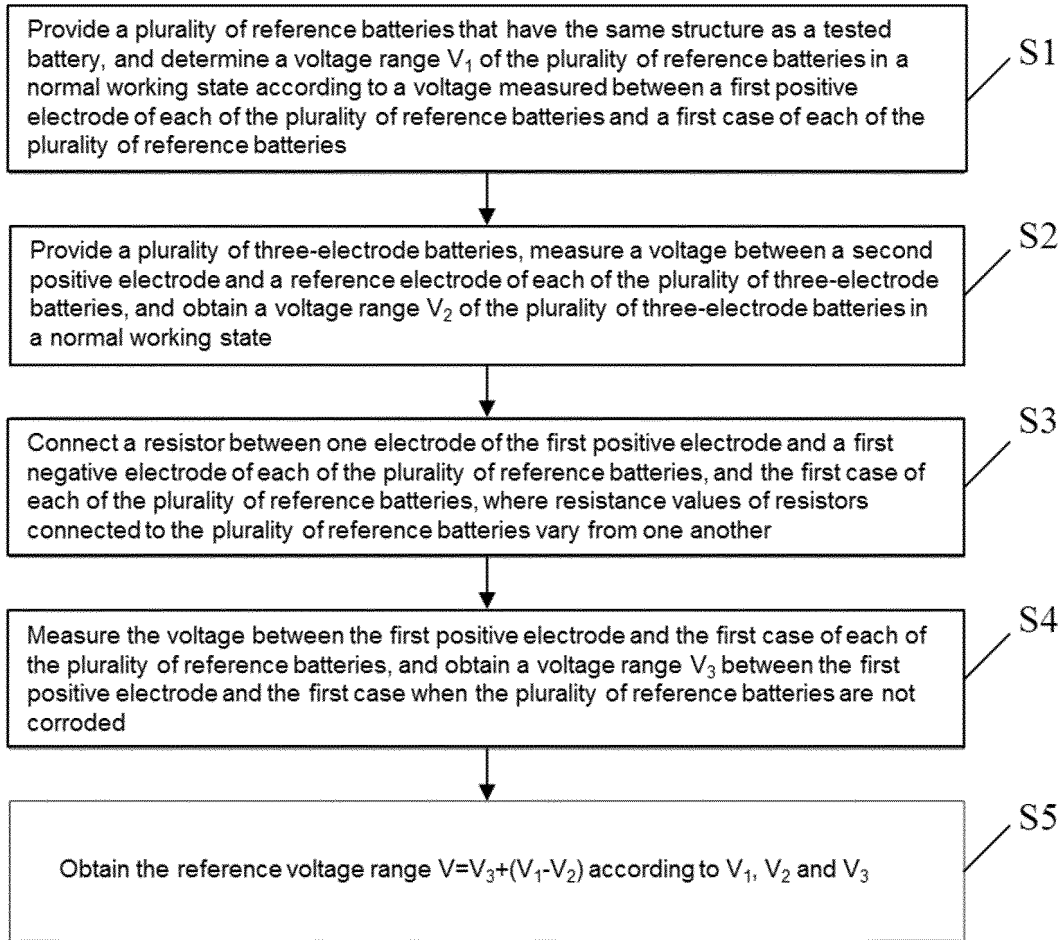 Provide a plurality of reference batteries that have the same structure as a tested
battery, and determine a voltage range V₁ of the plurality of reference batteries in a
normal working state according to a voltage measured between a first positive
electrode of each of the plurality of reference batteries and a first case of each of the
plurality of reference batteries
S1
Provide a plurality of three-electrode batteries, measure a voltage between a second
positive electrode and a reference electrode of each of the plurality of three-electrode
batteries, and obtain a voltage range V₂ of the plurality of three-electrode batteries in
a normal working state
S2
Connect a resistor between one electrode of the first positive electrode and a first
negative electrode of each of the plurality of reference batteries, and the first case of
each of the plurality of reference batteries, where resistance values of resistors
connected to the plurality of reference batteries vary from one another
S3
Measure the voltage between the first positive electrode and the first case of each of
the plurality of reference batteries, and obtain a voltage range V₃ between the first
positive electrode and the first case when the plurality of reference batteries are not
corroded
S4
Obtain the reference voltage range V=V₃+(V₁-V₂) according to V₁, V₂ and V₃
S5